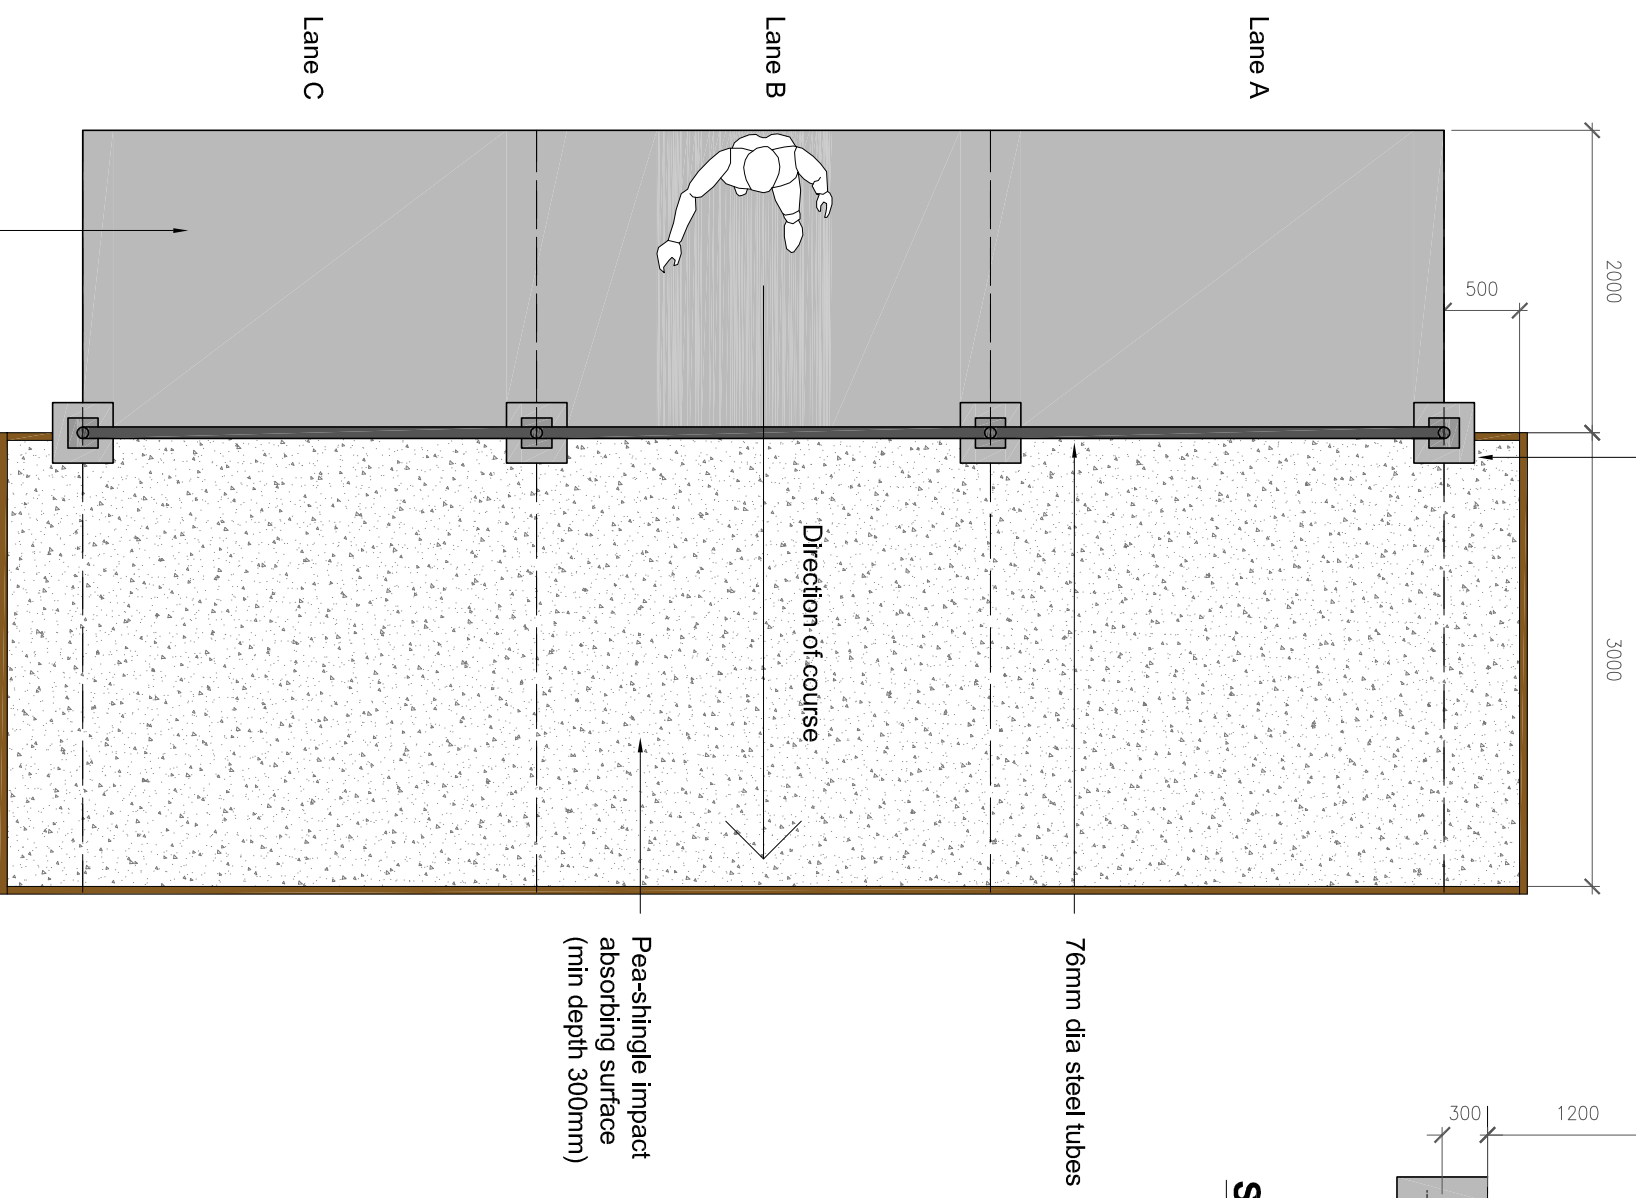 Lane C
Lane B
Lane A
2000
500
Direction of course
3000
Pea-shingle impact
absorbing surface
(min depth 300mm)
76mm dia steel tubes
300
1200
S